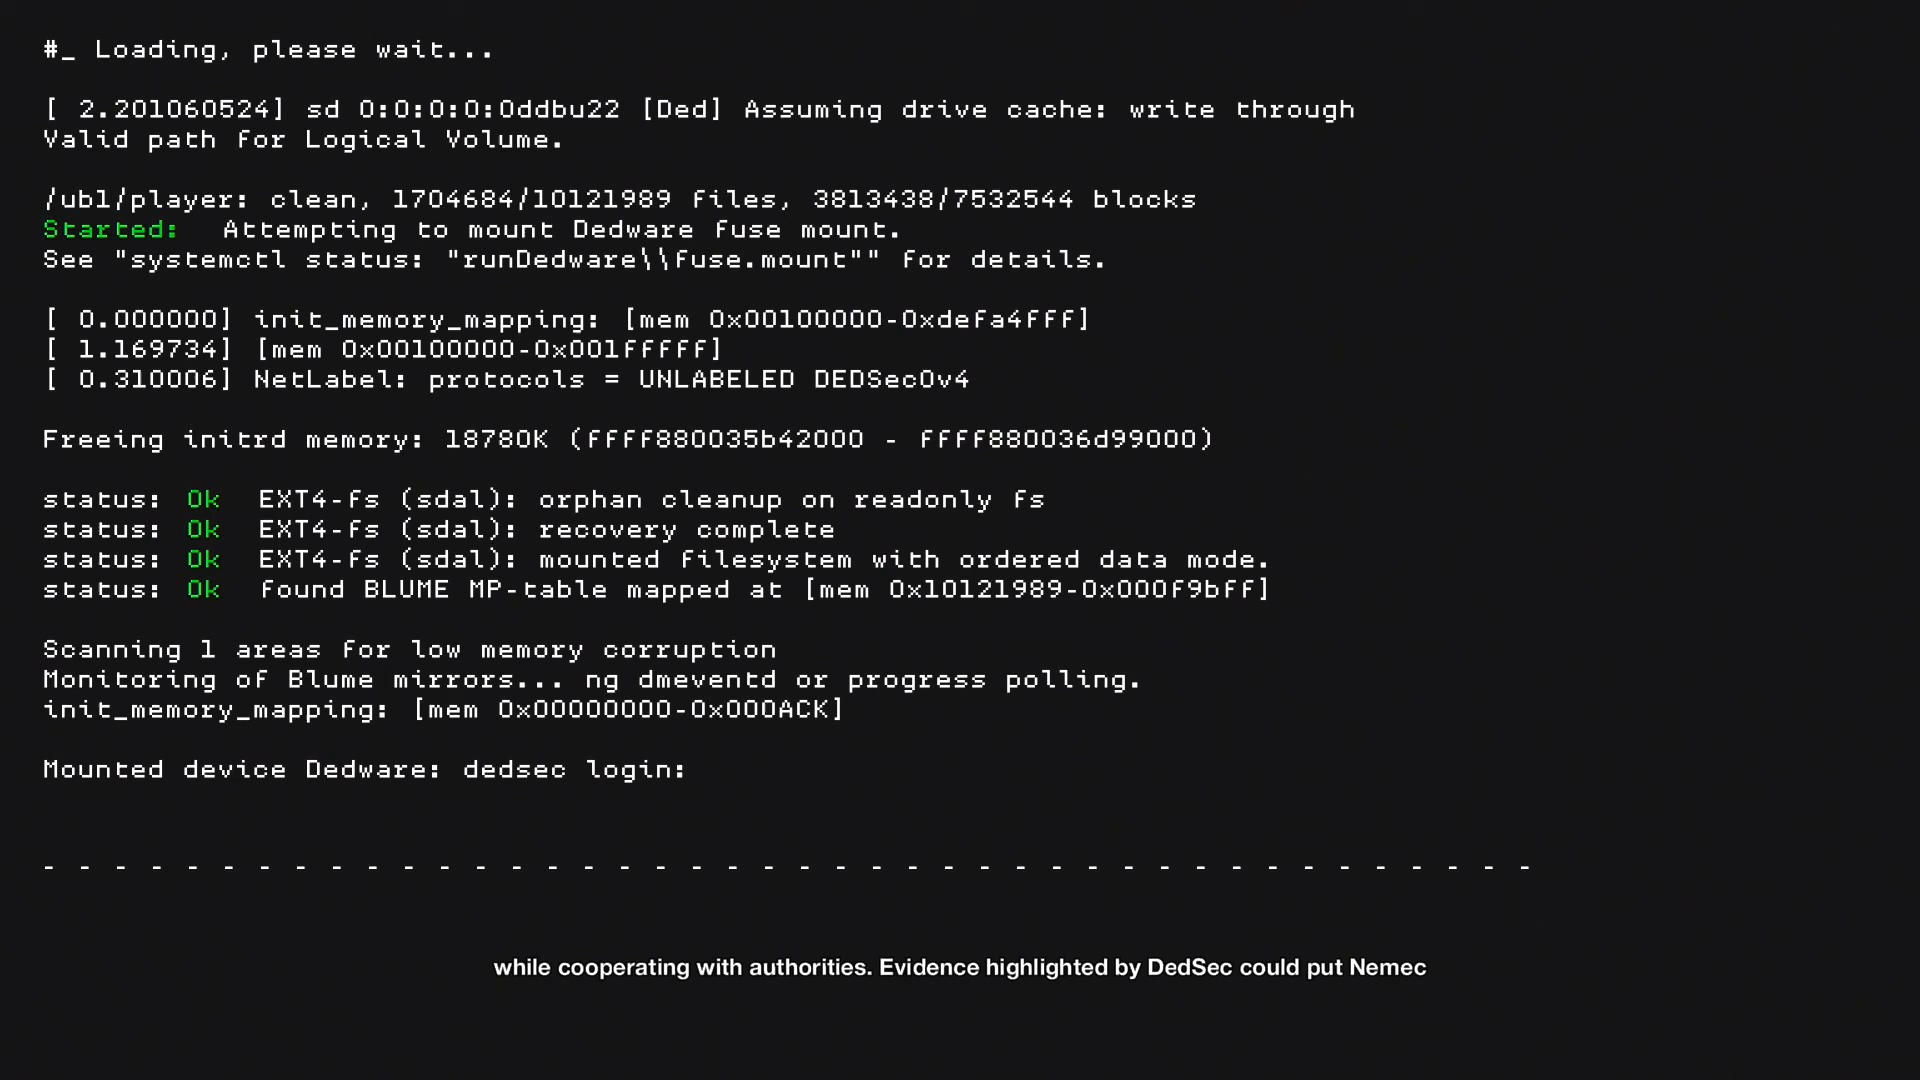 #_ Loading, please wait...
[ 2.201060524] sd 0:0:0:0:0ddbu22 [Ded] Assuming drive cache: write through
Valid path for Logical Volume.
/ubl/player: clean, 1704684/10121989 files, 3813438/7532544 blocks
Started: Attempting to mount Dedware fuse mount.
See "systemctl status: "runDedware\\fuse.mount"" for details.
[ 0.000000] init_memory_mapping: [mem 0x00100000-0xdefa4fff]
[ 1.169734] [mem 0x00100000-0x001fffff]
[ 0.310006] NetLabel: protocols = UNLABELED DEDSecOv4
Freeing initrd memory: 18780K (ffff880035b42000 - ffff880036d99000)
status: Ok EXT4-fs (sdal): orphan cleanup on readonly fs
status: Ok EXT4-fs (sdal): recovery complete
status: Ok EXT4-fs (sdal): mounted filesystem with ordered data mode.
status: Ok found BLUME MP-table mapped at [mem 0x10121989-0x000f9bff]
Scanning 1 areas for low memory corruption
Monitoring of Blume mirrors... ng dmeventd or progress polling.
init_memory_mapping: [mem 0x00000000-0x000ACK]
Mounted device Dedware: dedsec login:
- - - - - - - - - - - - - - - - - - - - - - - - - - - - - - - - - - - - - - - - - -
while cooperating with authorities. Evidence highlighted by DedSec could put Nemec